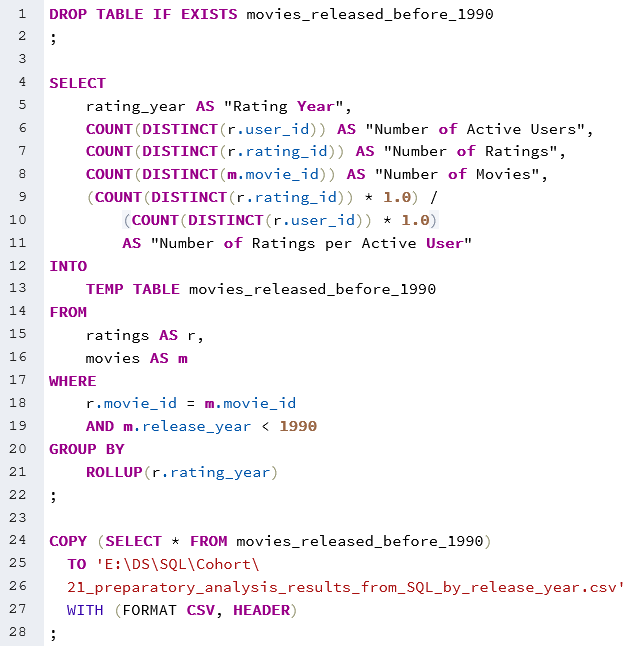 1 DROP TABLE IF EXISTS movies_released_before_1990
2 ;
3
4 SELECT
5     rating_year AS "Rating Year",
6     COUNT(DISTINCT(r.user_id)) AS "Number of Active Users",
7     COUNT(DISTINCT(r.rating_id)) AS "Number of Ratings",
8     COUNT(DISTINCT(m.movie_id)) AS "Number of Movies",
9     (COUNT(DISTINCT(r.rating_id)) * 1.0) /
10         (COUNT(DISTINCT(r.user_id)) * 1.0)
11         AS "Number of Ratings per Active User"
12 INTO
13     TEMP TABLE movies_released_before_1990
14 FROM
15     ratings AS r,
16     movies AS m
17 WHERE
18     r.movie_id = m.movie_id
19     AND m.release_year < 1990
20 GROUP BY
21     ROLLUP(r.rating_year)
22 ;
23
24 COPY (SELECT * FROM movies_released_before_1990)
25   TO 'E:\DS\SQL\Cohort\
26   21_preparatory_analysis_results_from_SQL_by_release_year.csv'
27   WITH (FORMAT CSV, HEADER)
28 ;